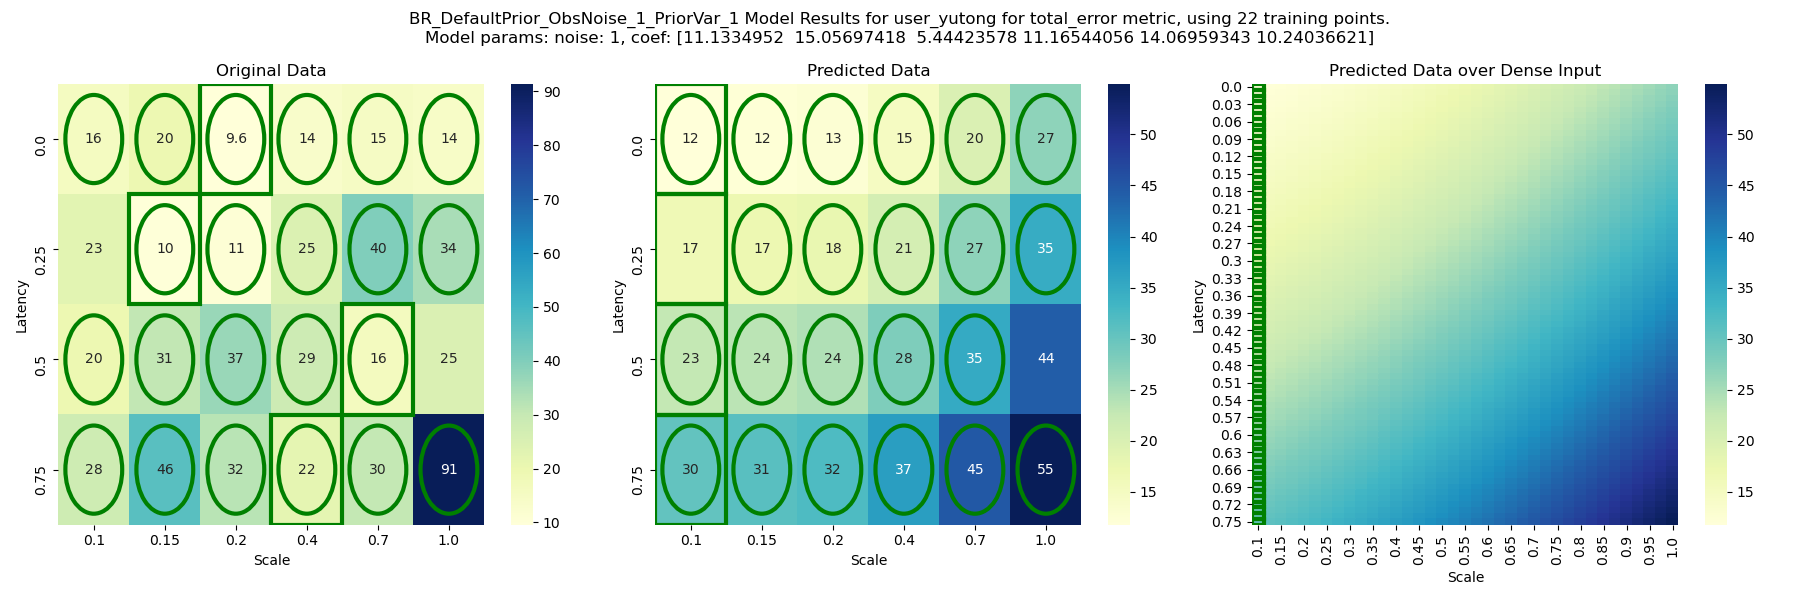 BR_DefaultPrior_ObsNoise_1_PriorVar_1 Model Results for user_yutong for total_error metric, using 22 training points.
Model params: noise: 1, coef: [11.1334952  15.05697418  5.44423578 11.16544056 14.06959343 10.24036621]
Original Data
0.0 16 20 9.6 14 15 14
0.25 23 10 11 25 40 34
0.5 20 31 37 29 16 25
0.75 28 46 32 22 30 91
0.1 0.15 0.2 0.4 0.7 1.0
Scale
Latency
90
80
70
60
50
40
30
20
10
Predicted Data
0.0 12 12 13 15 20 27
0.25 17 17 18 21 27 35
0.5 23 24 24 28 35 44
0.75 30 31 32 37 45 55
0.1 0.15 0.2 0.4 0.7 1.0
Scale
Latency
50
45
40
35
30
25
20
15
Predicted Data over Dense Input
0.0
0.03
0.06
0.09
0.12
0.15
0.18
0.21
0.24
0.27
0.3
0.33
0.36
0.39
0.42
0.45
0.48
0.51
0.54
0.57
0.6
0.63
0.66
0.69
0.72
0.75
0.1 0.15 0.2 0.25 0.3 0.35 0.4 0.45 0.5 0.55 0.6 0.65 0.7 0.75 0.8 0.85 0.9 0.95 1.0
Scale
Latency
50
45
40
35
30
25
20
15